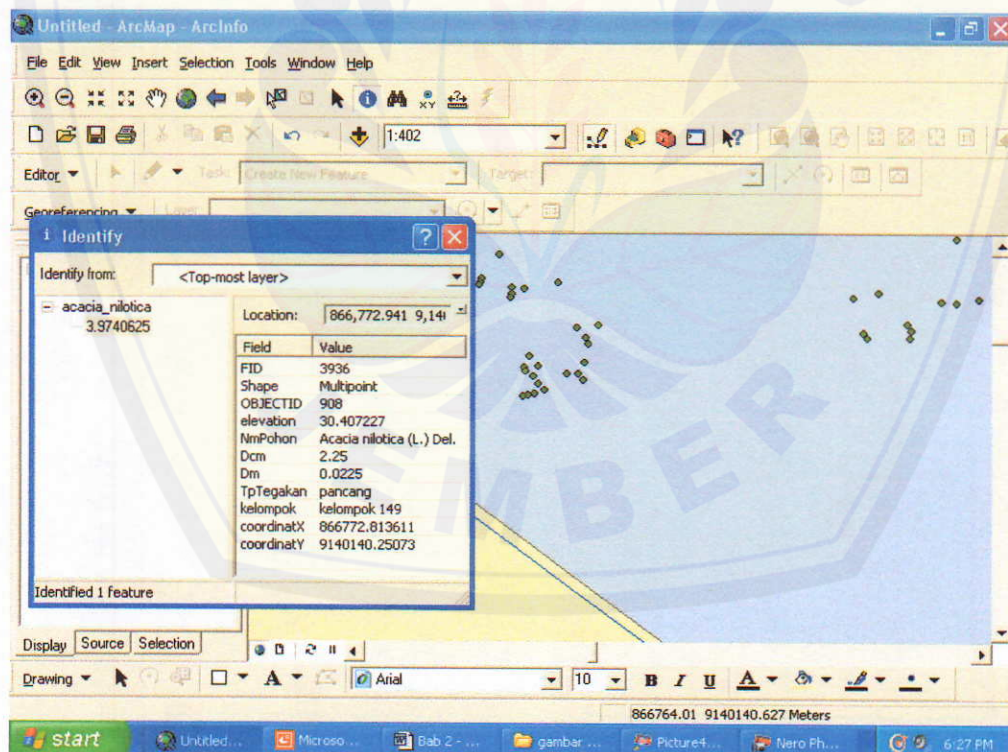 Untitled - ArcMap - ArcInfo
File Edit View Insert Selection Tools Window Help
1:402
Editor Task: Create New Feature Target:
Georeferencing Layer:
Identify
Identify from: <Top-most layer>
acacia_nilotica
3.9740625
Location: 866,772.941 9,14
Field Value
FID 3936
Shape Multipoint
OBJECTID 908
elevation 30.407227
NmPohon Acacia nilotica (L.) Del.
Dcm 2.25
Dm 0.0225
TpTegakan pancang
kelompok kelompok 149
coordinatX 866772.813611
coordinatY 9140140.25073
Identified 1 feature
EMBER
Display Source Selection
Drawing A Arial 10 B I U A
866764.01 9140140.627 Meters
start Untitled... Microso... Bab 2 - ... gambar ... Picture4... Nero Ph... 6:27 PM